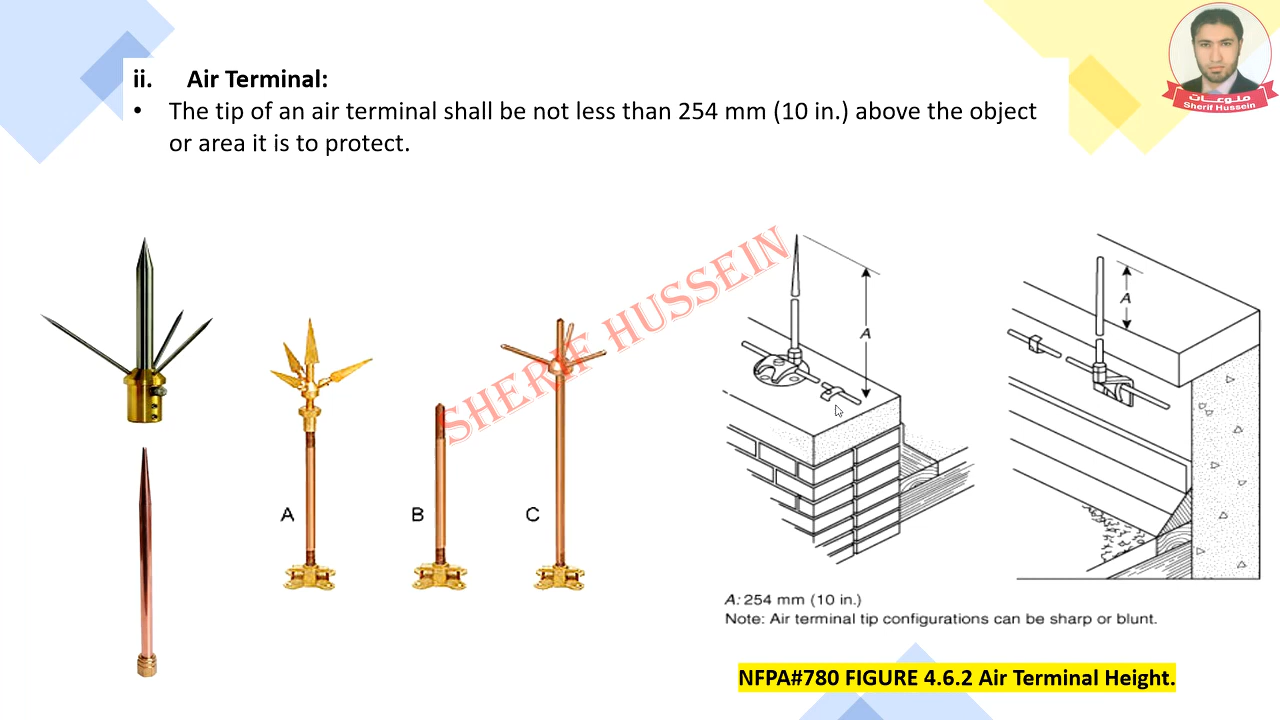 ii. Air Terminal:
• The tip of an air terminal shall be not less than 254 mm (10 in.) above the object
or area it is to protect.
منوعات
Sherif Hussein
SHERIF HUSSEIN
A
B
C
A
A
A: 254 mm (10 in.)
Note: Air terminal tip configurations can be sharp or blunt.
NFPA#780 FIGURE 4.6.2 Air Terminal Height.